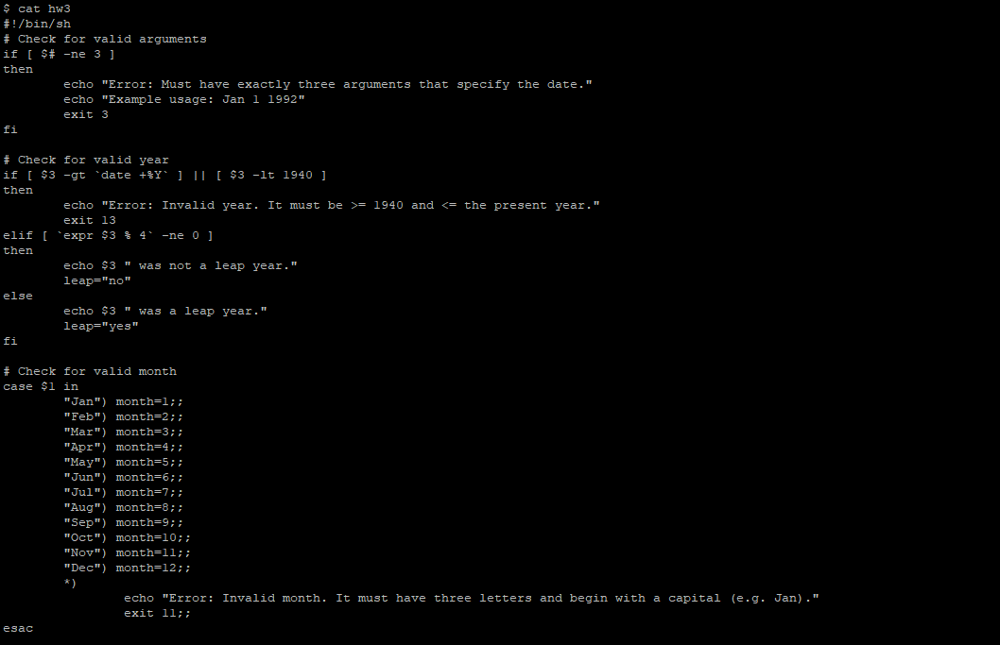 $ cat hw3
#!/bin/sh
# Check for valid arguments
if [ $# -ne 3 ]
then
        echo "Error: Must have exactly three arguments that specify the date."
        echo "Example usage: Jan 1 1992"
        exit 3
fi

# Check for valid year
if [ $3 -gt `date +%Y` ] || [ $3 -lt 1940 ]
then
        echo "Error: Invalid year. It must be >= 1940 and <= the present year."
        exit 13
elif [ `expr $3 % 4` -ne 0 ]
then
        echo $3 " was not a leap year."
        leap="no"
else
        echo $3 " was a leap year."
        leap="yes"
fi

# Check for valid month
case $1 in
        "Jan") month=1;;
        "Feb") month=2;;
        "Mar") month=3;;
        "Apr") month=4;;
        "May") month=5;;
        "Jun") month=6;;
        "Jul") month=7;;
        "Aug") month=8;;
        "Sep") month=9;;
        "Oct") month=10;;
        "Nov") month=11;;
        "Dec") month=12;;
        *)
                echo "Error: Invalid month. It must have three letters and begin with a capital (e.g. Jan)."
                exit 11;;
esac